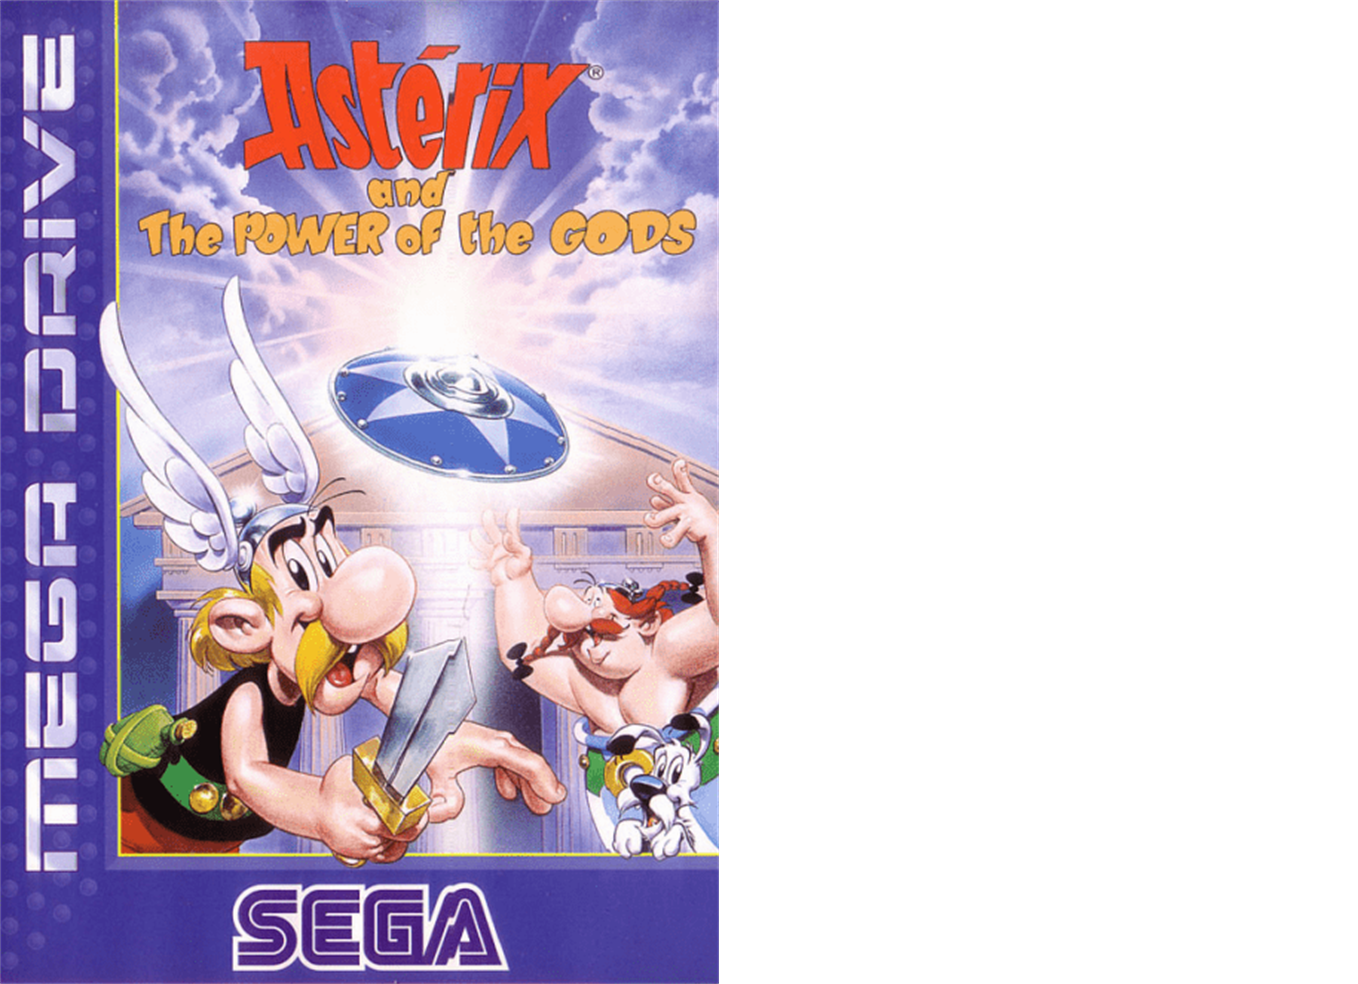 MEGA DRIVE
Astérix®
and
The POWER of the GODS
SEGA